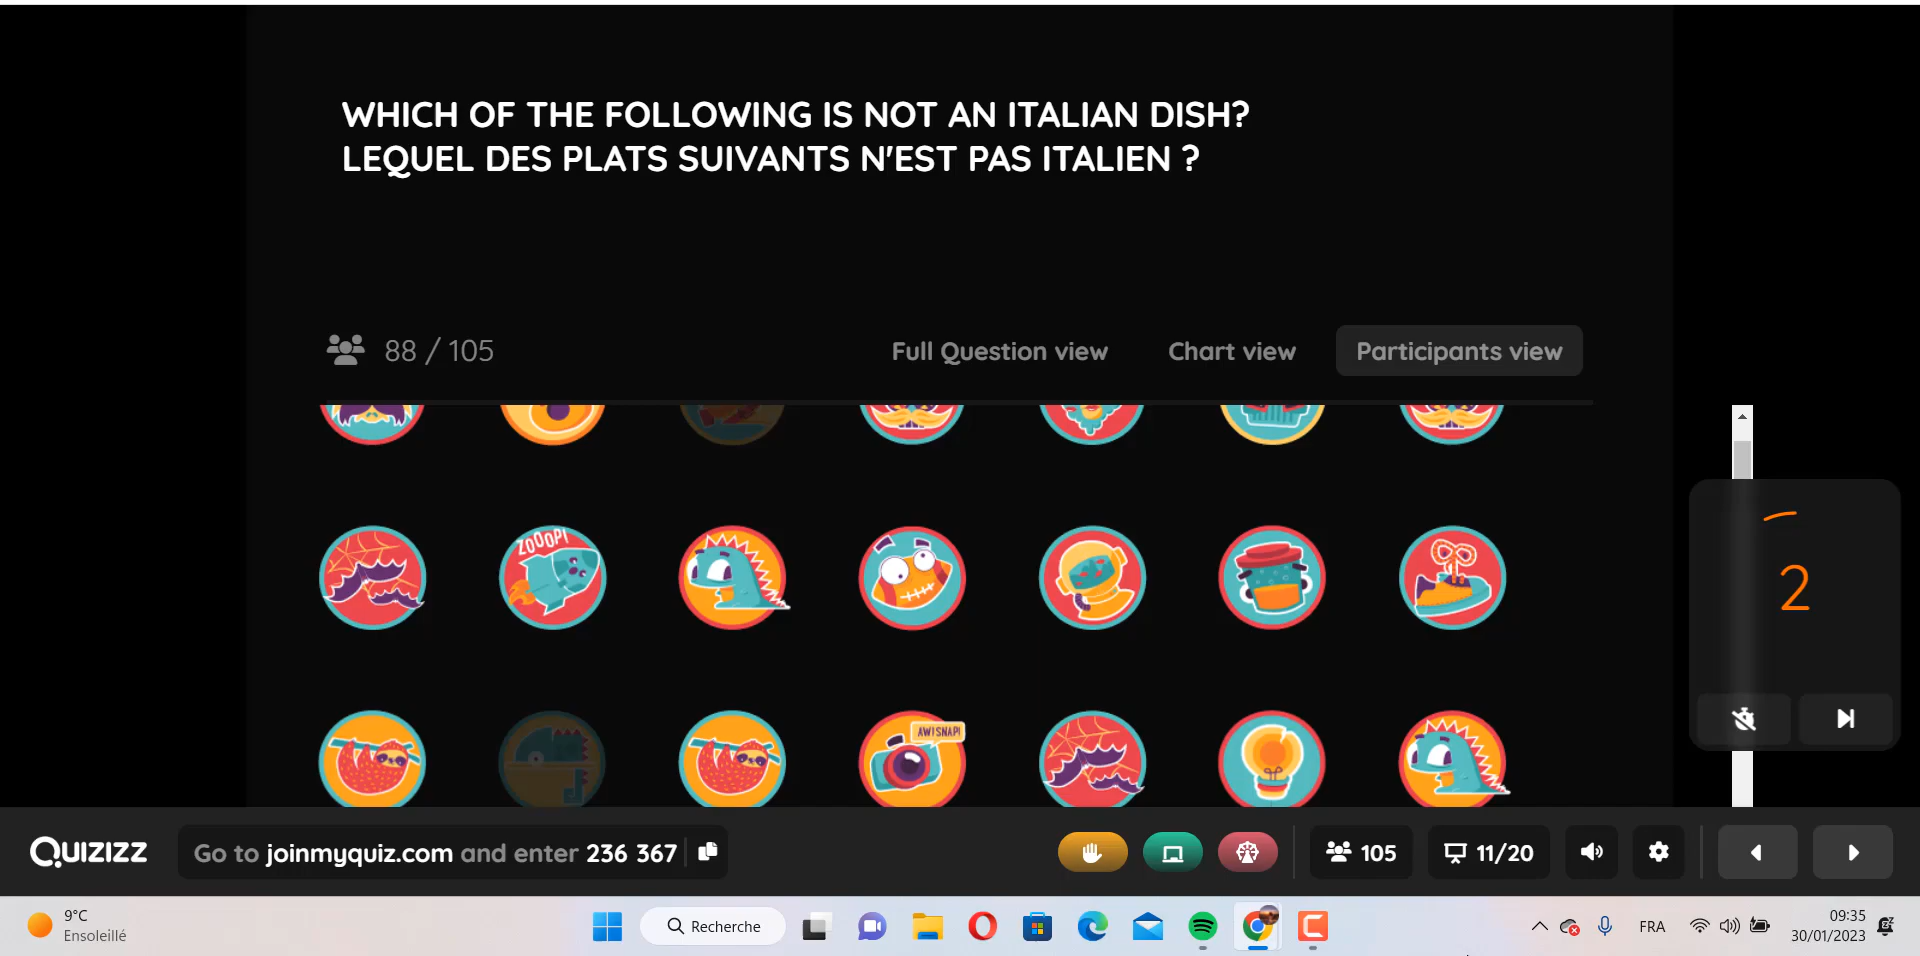 WHICH OF THE FOLLOWING IS NOT AN ITALIAN DISH?
LEQUEL DES PLATS SUIVANTS N'EST PAS ITALIEN ?
88 / 105
Full Question view
Chart view
Participants view
ZOOOP!
2
AW! SNAP!
QUIZIZZ
Go to joinmyquiz.com and enter 236 367
105
11/20
9°C
Ensoleillé
Recherche
FRA
09:35
30/01/2023